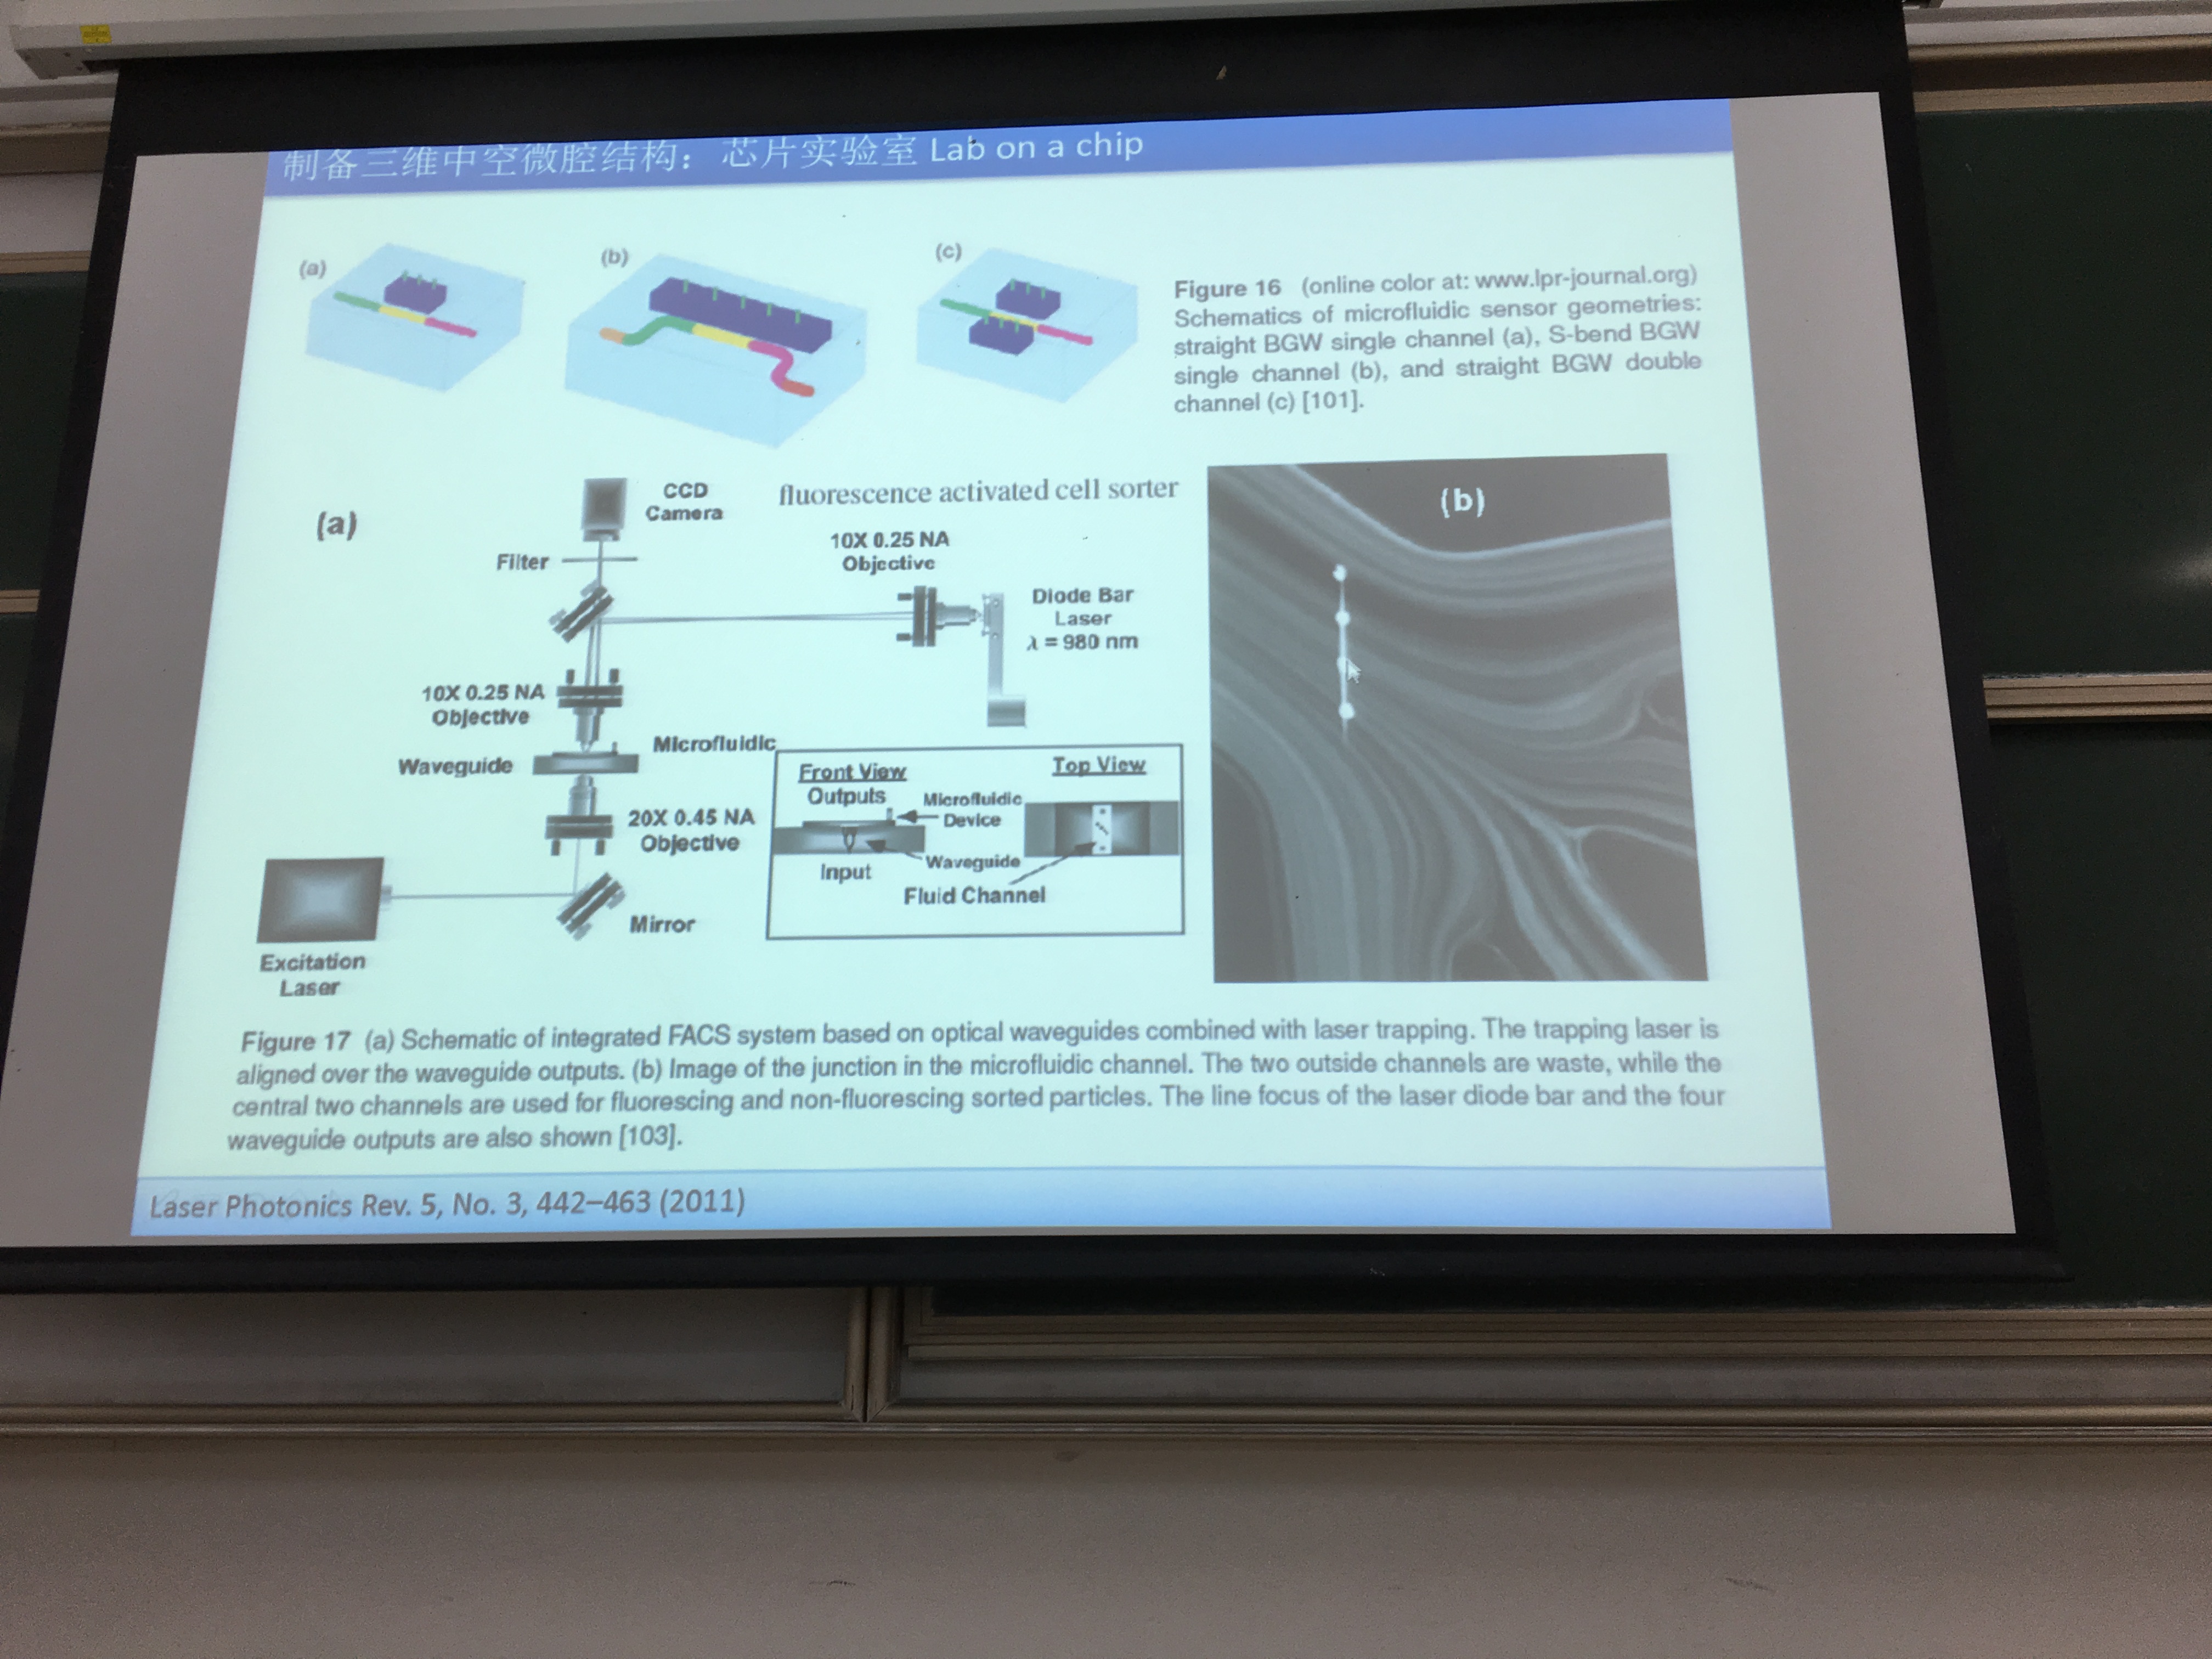 制备三维中空微腔结构：芯片实验室 Lab on a chip
(a)
(b)
(c)
Figure 16 (online color at: www.lpr-journal.org)
Schematics of microfluidic sensor geometries:
straight BGW single channel (a), S-bend BGW
single channel (b), and straight BGW double
channel (c) [101].
(a)
CCD
Camera
fluorescence activated cell sorter
Filter
10X 0.25 NA
Objective
Diode Bar
Laser
λ = 980 nm
10X 0.25 NA
Objective
Waveguide
Microfluidic
20X 0.45 NA
Objective
Mirror
Excitation
Laser
Front View
Outputs
Microfluidic
Device
Waveguide
Input
Fluid Channel
Top View
(b)
Figure 17 (a) Schematic of integrated FACS system based on optical waveguides combined with laser trapping. The trapping laser is
aligned over the waveguide outputs. (b) Image of the junction in the microfluidic channel. The two outside channels are waste, while the
central two channels are used for fluorescing and non-fluorescing sorted particles. The line focus of the laser diode bar and the four
waveguide outputs are also shown [103].
Laser Photonics Rev. 5, No. 3, 442–463 (2011)